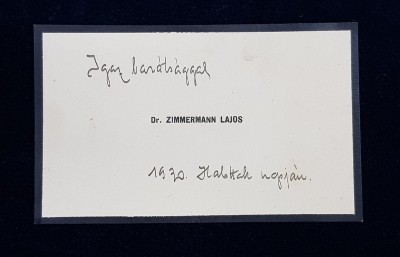 Igaz barátsággal
Dr. ZIMMERMANN LAJOS
1930. Halottak napján.